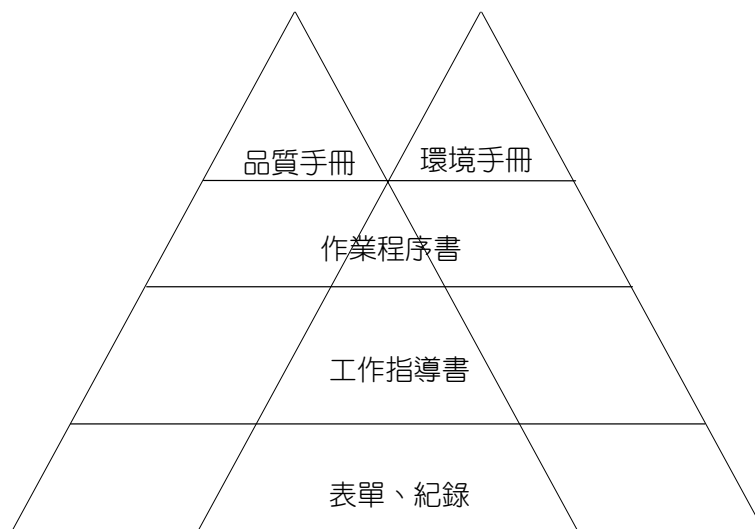 品質手冊
環境手冊
作業程序書
工作指導書
表單、紀錄